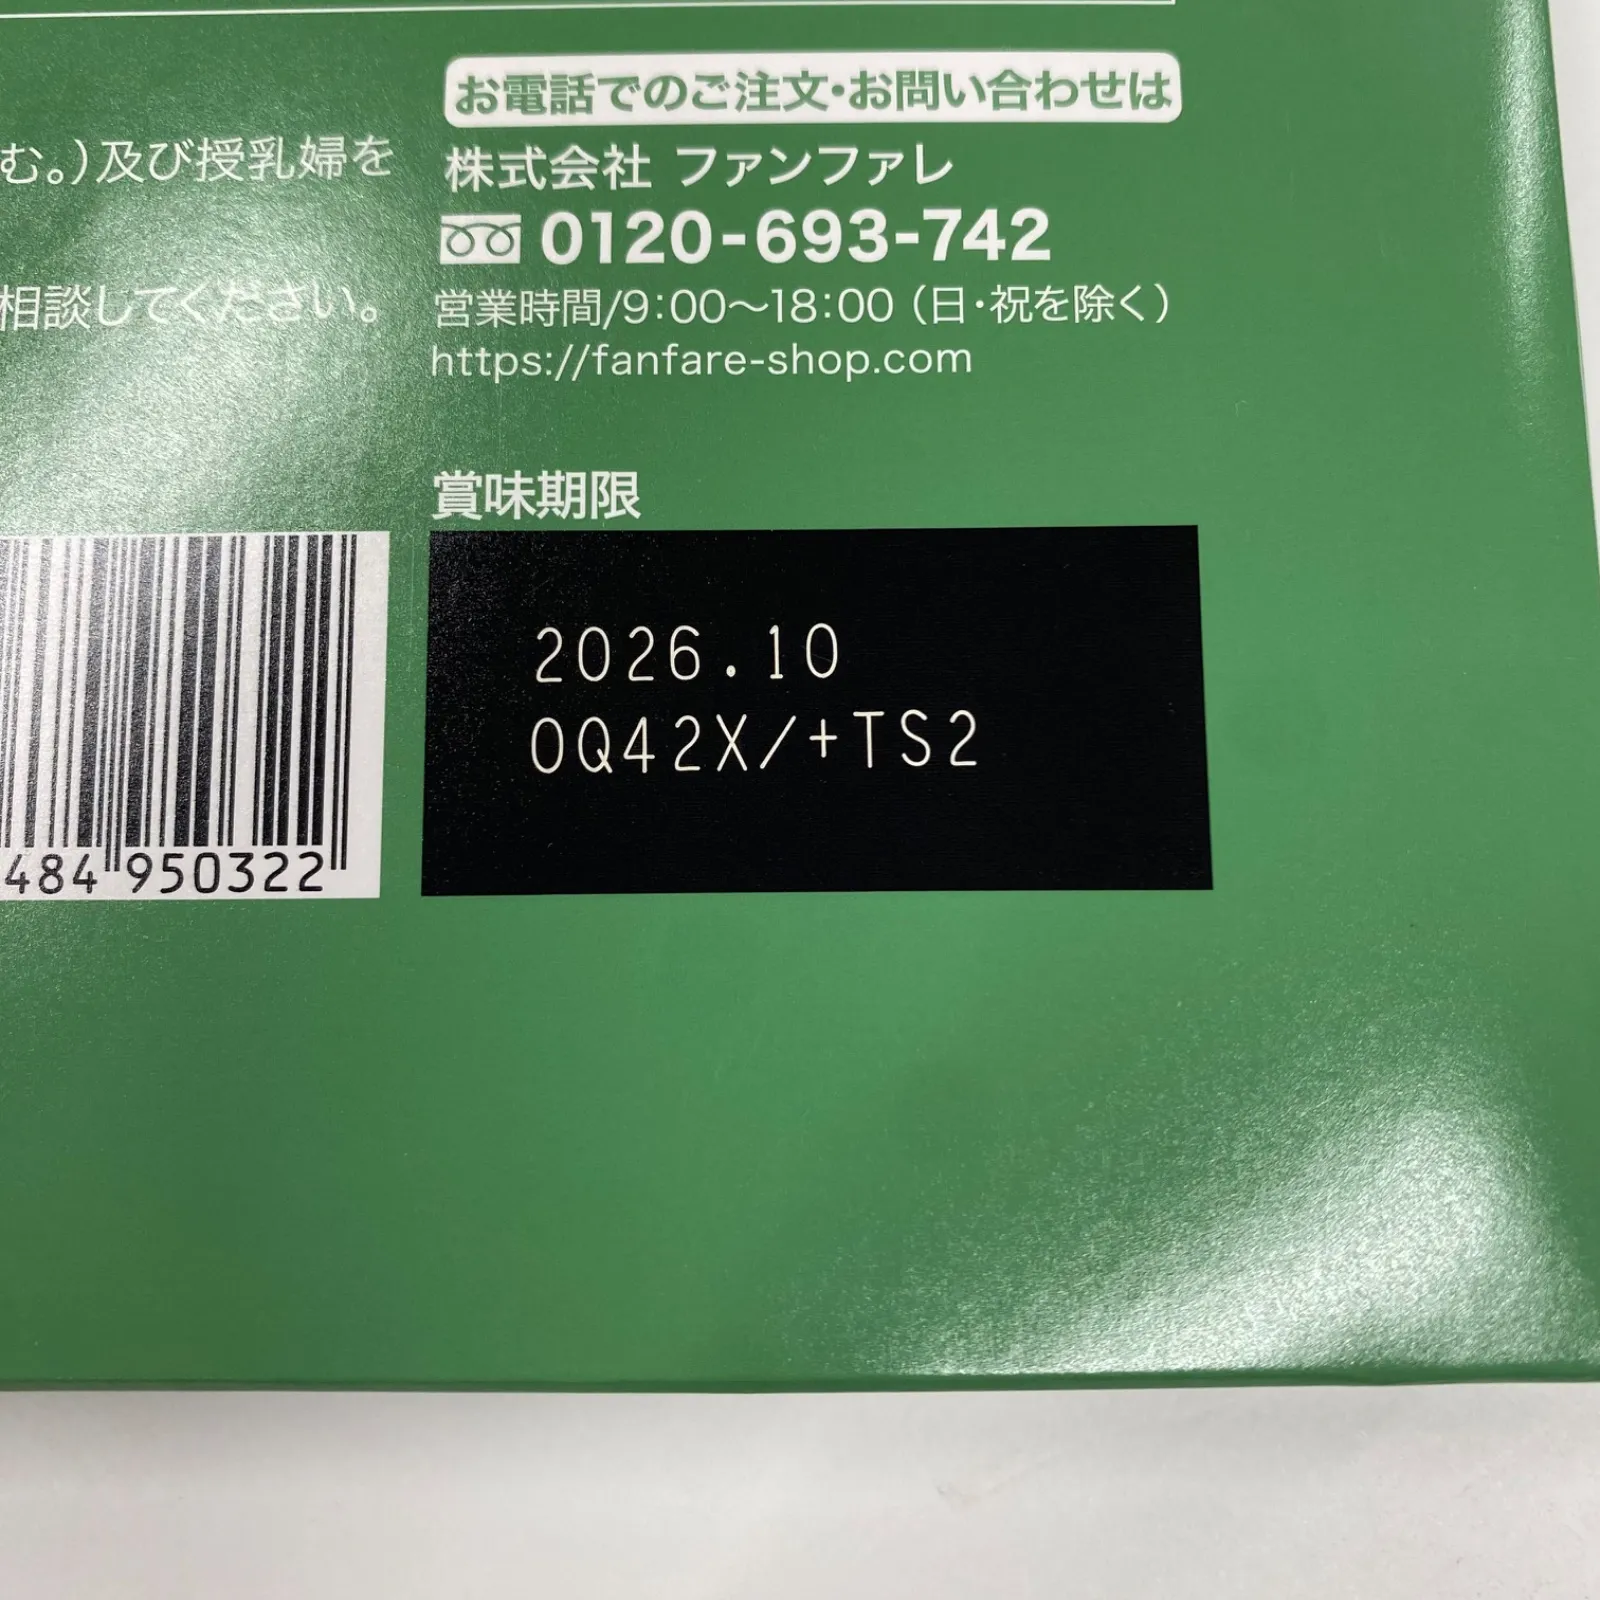 お電話でのご注文・お問い合わせは
む。)及び授乳婦を
株式会社 ファンファレ
0120-693-742
相談してください。
営業時間/9:00～18:00（日・祝を除く）
https://fanfare-shop.com
賞味期限
2026.10
0Q42X/+TS2
484 950322